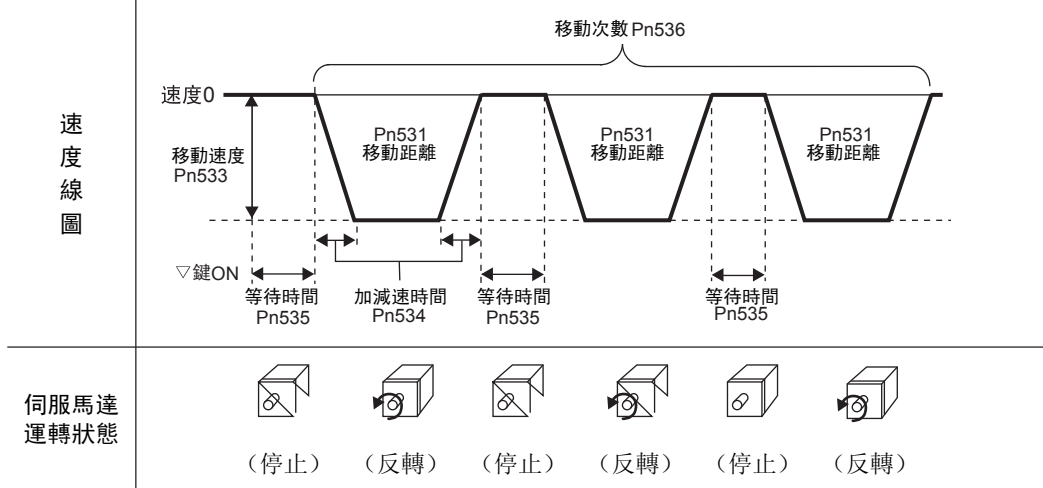 移動次數Pn536
速度0
速度線圖
移動速度
Pn533
Pn531
移動距離
Pn531
移動距離
Pn531
移動距離
▽鍵ON
等待時間
Pn535
加減速時間
Pn534
等待時間
Pn535
等待時間
Pn535
伺服馬達
運轉狀態
(停止)
(反轉)
(停止)
(反轉)
(停止)
(反轉)